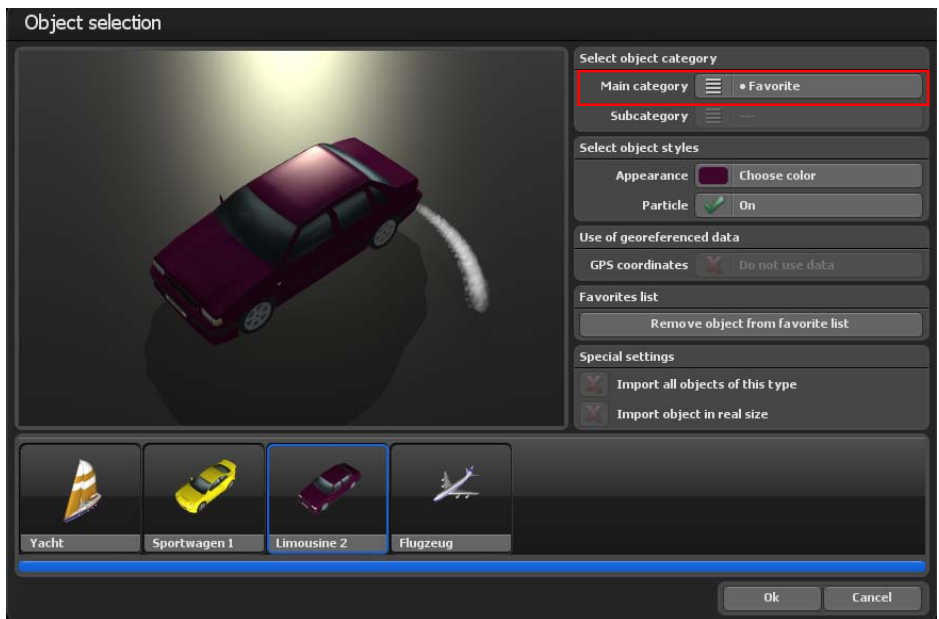 Object selection
Select object category
Main category • Favorite
Subcategory ---
Select object styles
Appearance Choose color
Particle On
Use of georeferenced data
GPS coordinates Do not use data
Favorites list
Remove object from favorite list
Special settings
Import all objects of this type
Import object in real size
Yacht Sportwagen 1 Limousine 2 Flugzeug
Ok Cancel